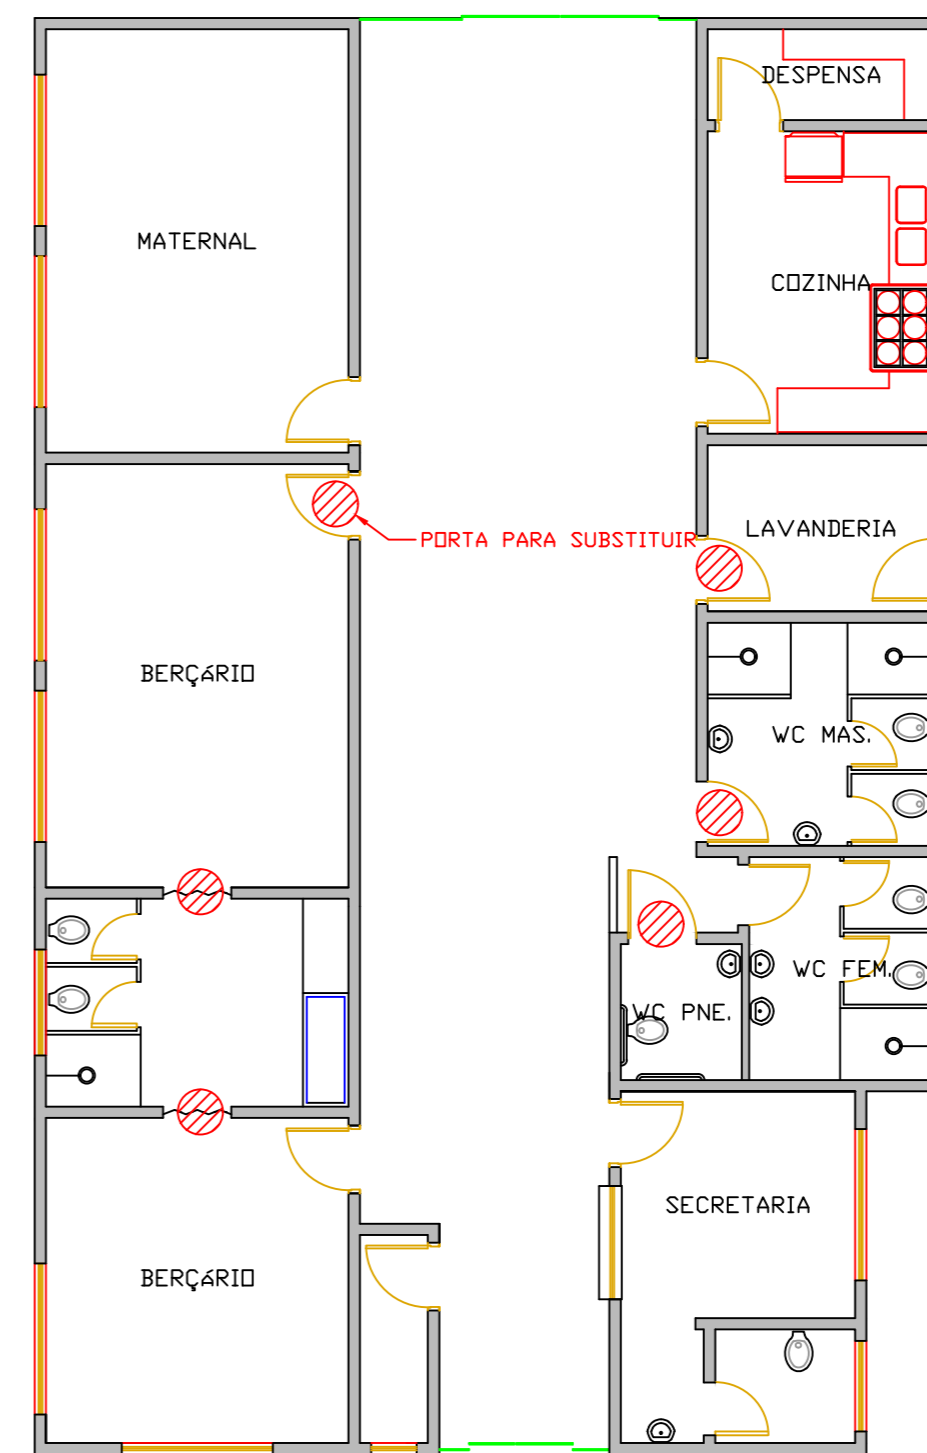 DESPENSA
MATERNAL
COZINHA
PORTA PARA SUBSTITUIR
LAVANDERIA
BERÇáRIO
WC MAS.
WC FEM.
WC PNE.
SECRETARIA
BERÇáRIO